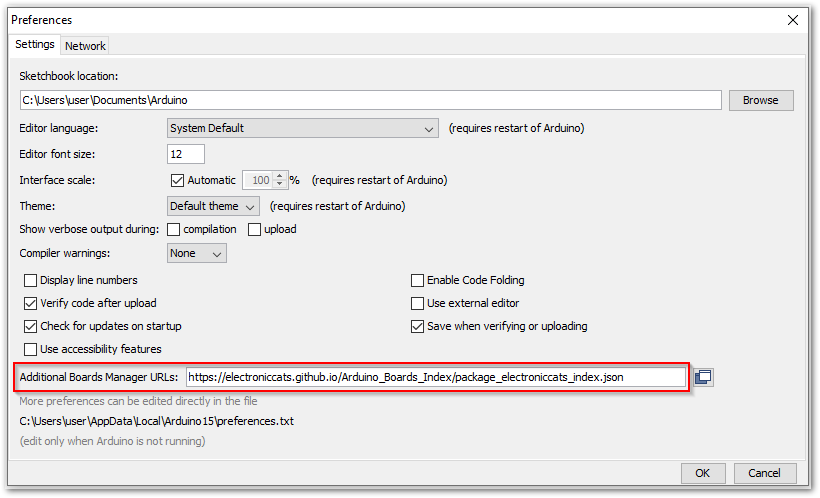 Preferences
Settings Network
Sketchbook location:
C:\Users\user\Documents\Arduino Browse
Editor language: System Default (requires restart of Arduino)
Editor font size: 12
Interface scale: Automatic 100 % (requires restart of Arduino)
Theme: Default theme (requires restart of Arduino)
Show verbose output during: compilation upload
Compiler warnings: None
Display line numbers Enable Code Folding
Verify code after upload Use external editor
Check for updates on startup Save when verifying or uploading
Use accessibility features
Additional Boards Manager URLs: https://electroniccats.github.io/Arduino_Boards_Index/package_electroniccats_index.json
More preferences can be edited directly in the file
C:\Users\user\AppData\Local\Arduino15\preferences.txt
(edit only when Arduino is not running)
OK Cancel